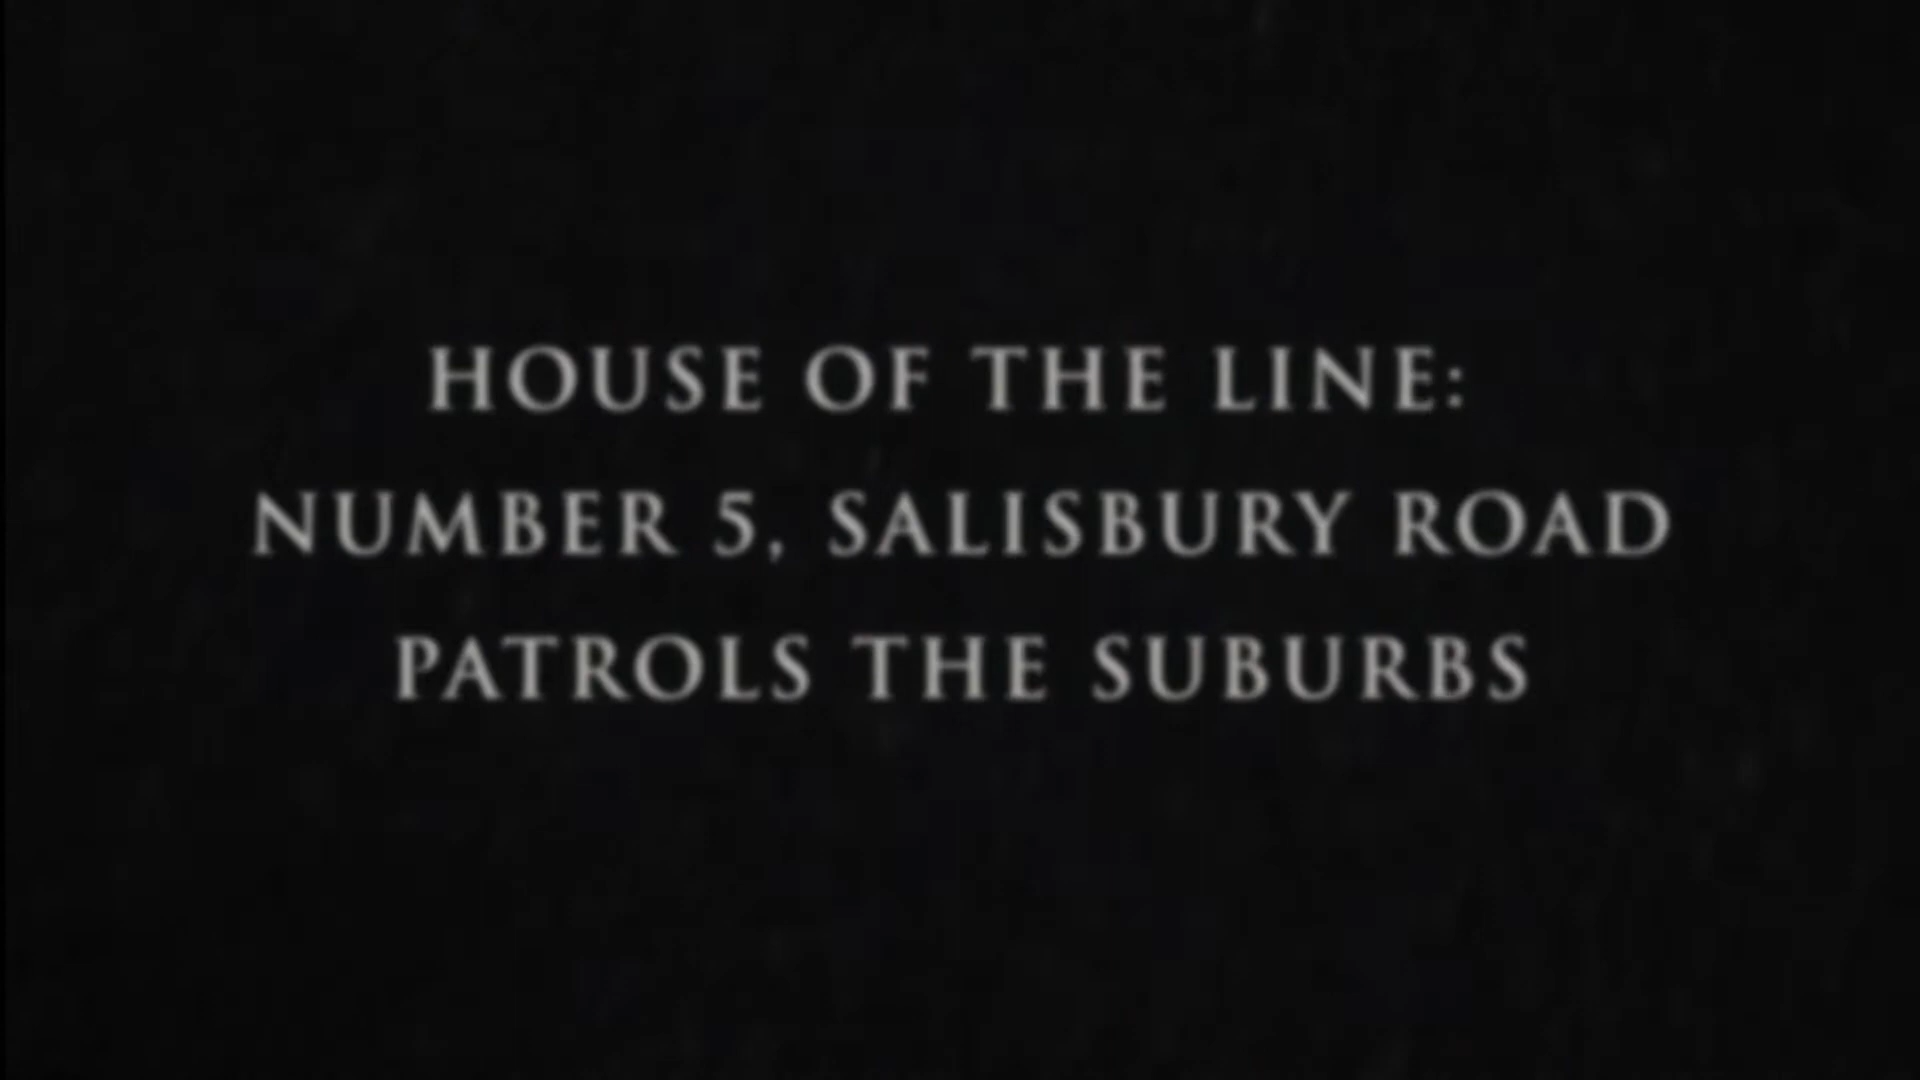 HOUSE OF THE LINE:
NUMBER 5, SALISBURY ROAD
PATROLS THE SUBURBS